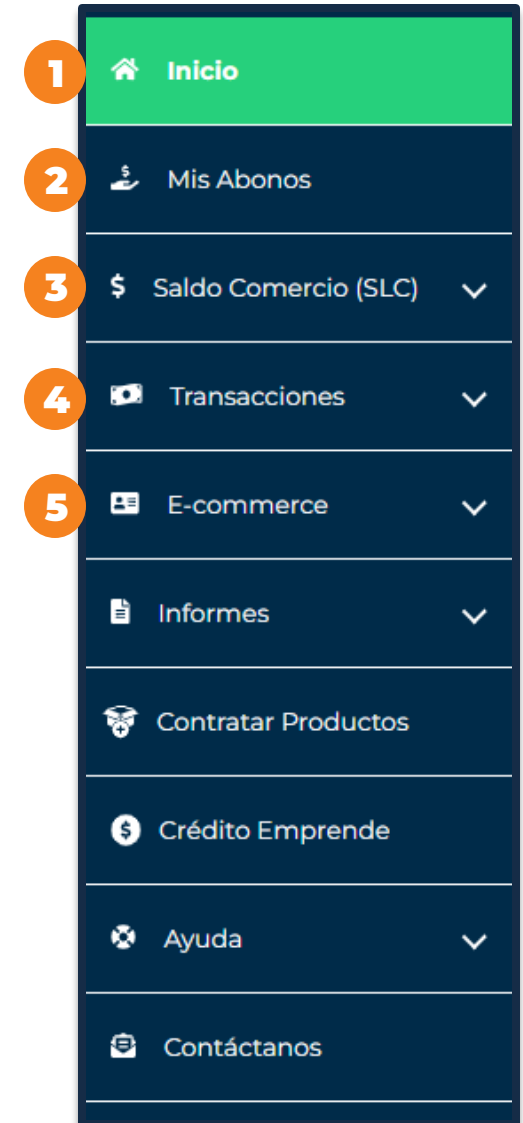 1 Inicio
2 Mis Abonos
3 $ Saldo Comercio (SLC)
4 Transacciones
5 E-commerce
Informes
Contratar Productos
$ Crédito Emprende
Ayuda
Contáctanos